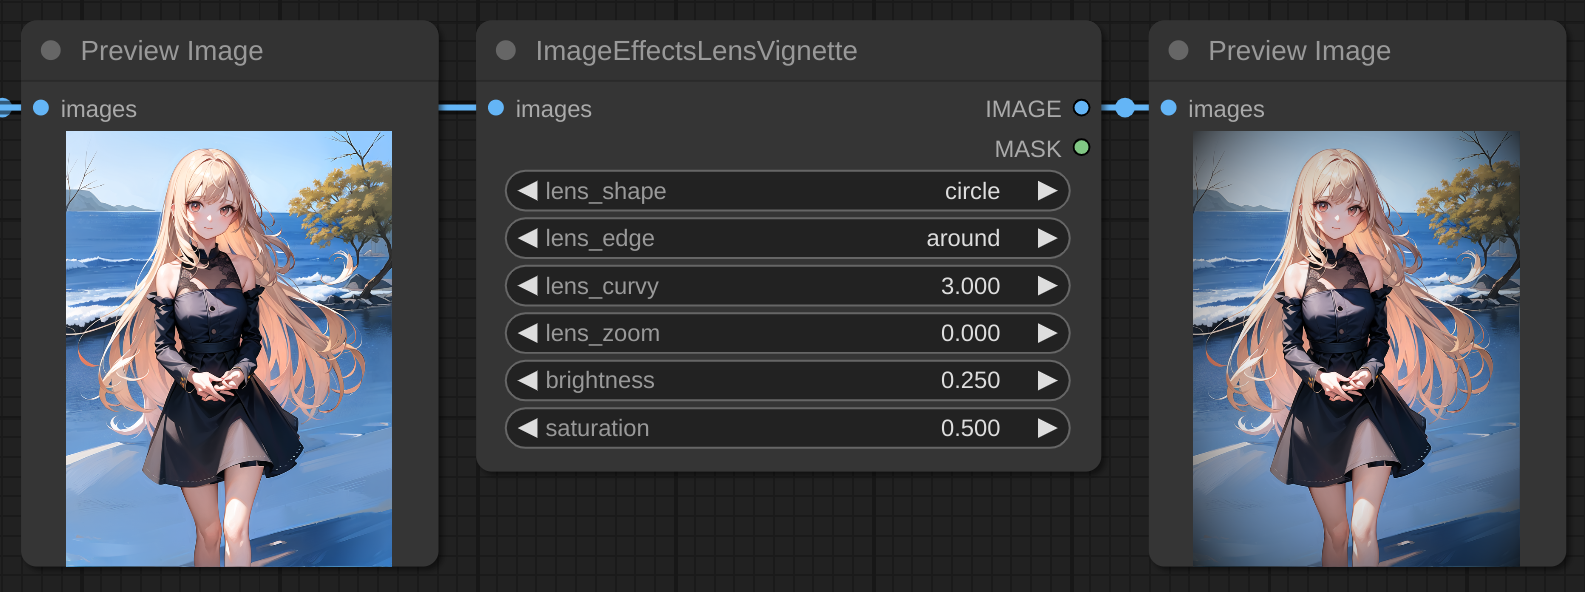 Preview Image
images
ImageEffectsLensVignette
images
IMAGE
MASK
lens_shape circle
lens_edge around
lens_curvy 3.000
lens_zoom 0.000
brightness 0.250
saturation 0.500
Preview Image
images